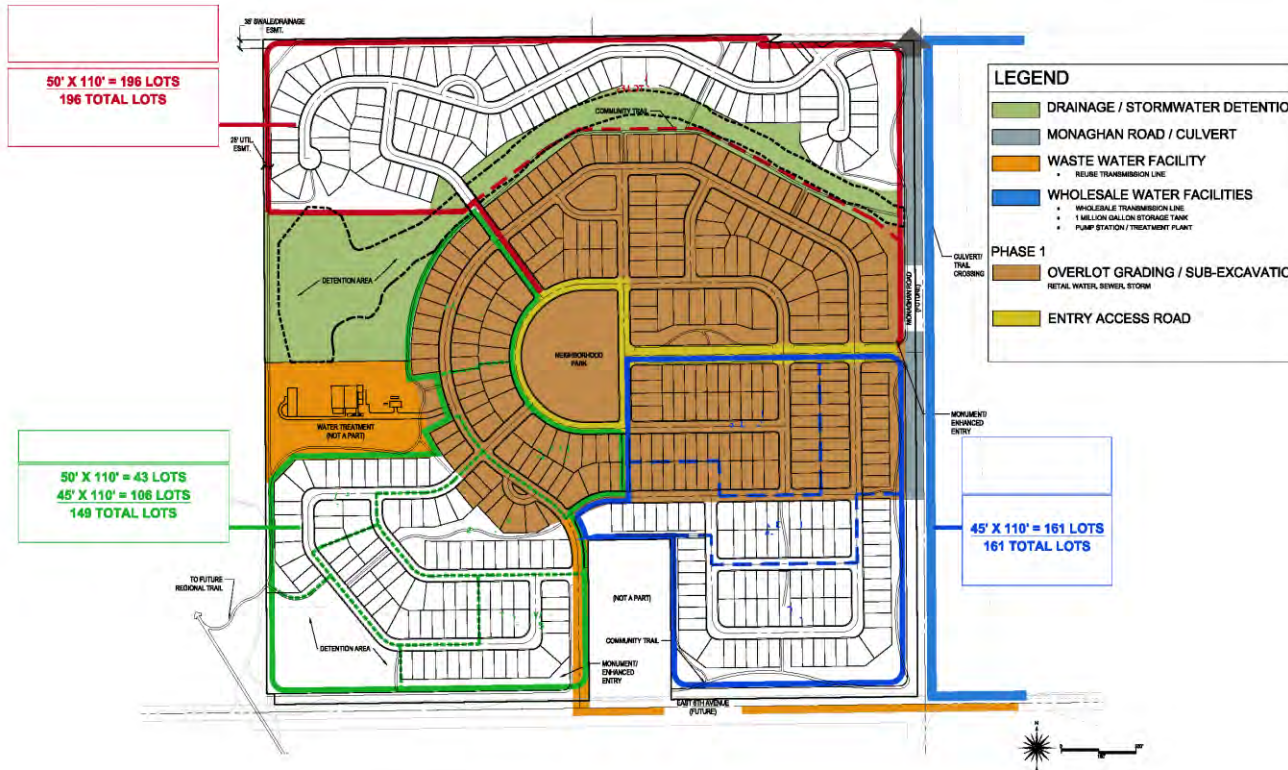 38' SWALE/DRAINAGE
ESMT.
50' X 110' = 196 LOTS
196 TOTAL LOTS
25' UTIL.
ESMT.
COMMUNITY TRAIL
DETENTION AREA
NEIGHBORHOOD
PARK
WATER TREATMENT
(NOT A PART)
MONAGHAN ROAD
(FUTURE)
CULVERT/
TRAIL
CROSSING
MONUMENT/
ENHANCED
ENTRY
LEGEND
DRAINAGE / STORMWATER DETENTIO
MONAGHAN ROAD / CULVERT
WASTE WATER FACILITY
• REUSE TRANSMISSION LINE
WHOLESALE WATER FACILITIES
• WHOLESALE TRANSMISSION LINE
• 1 MILLION GALLON STORAGE TANK
• PUMP STATION / TREATMENT PLANT
PHASE 1
OVERLOT GRADING / SUB-EXCAVATIO
RETAIL WATER, SEWER, STORM
ENTRY ACCESS ROAD
50' X 110' = 43 LOTS
45' X 110' = 106 LOTS
149 TOTAL LOTS
45' X 110' = 161 LOTS
161 TOTAL LOTS
TO FUTURE
REGIONAL TRAIL
DETENTION AREA
(NOT A PART)
COMMUNITY TRAIL
MONUMENT/
ENHANCED
ENTRY
EAST 6TH AVENUE
(FUTURE)